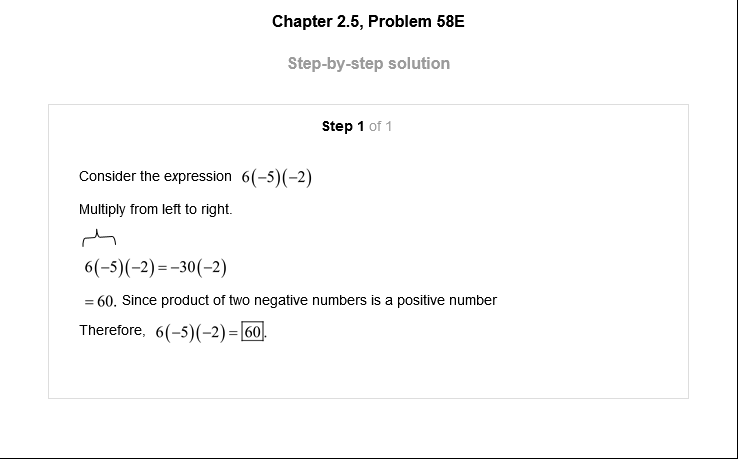 Chapter 2.5, Problem 58E
Step-by-step solution
Step 1 of 1
Consider the expression 6(−5)(−2)
Multiply from left to right.
6(−5)(−2)=−30(−2)
=60. Since product of two negative numbers is a positive number
Therefore, 6(−5)(−2)=60.